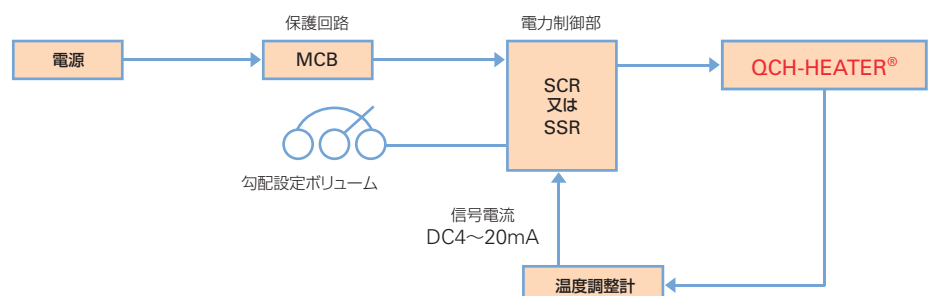 保護回路
電力制御部
電源
MCB
QCH-HEATER®
SCR
又は
SSR
勾配設定ボリューム
信号電流
DC4～20mA
温度調整計